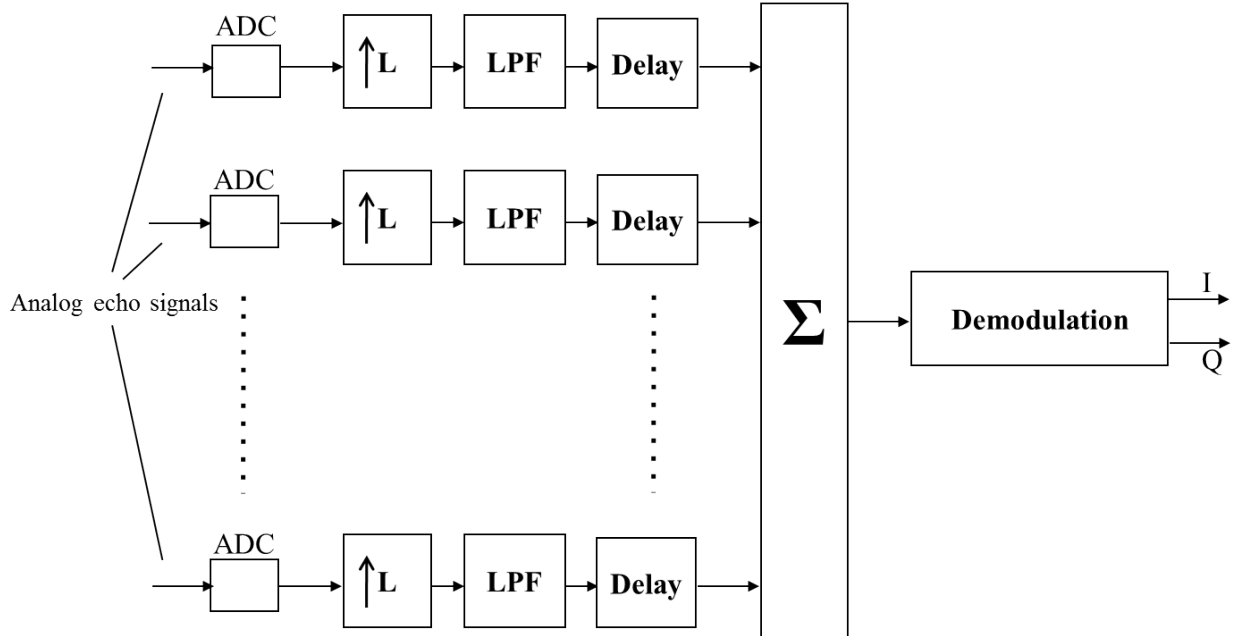 ADC
↑L
LPF
Delay
ADC
↑L
LPF
Delay
Analog echo signals
Σ
Demodulation
I
Q
ADC
↑L
LPF
Delay